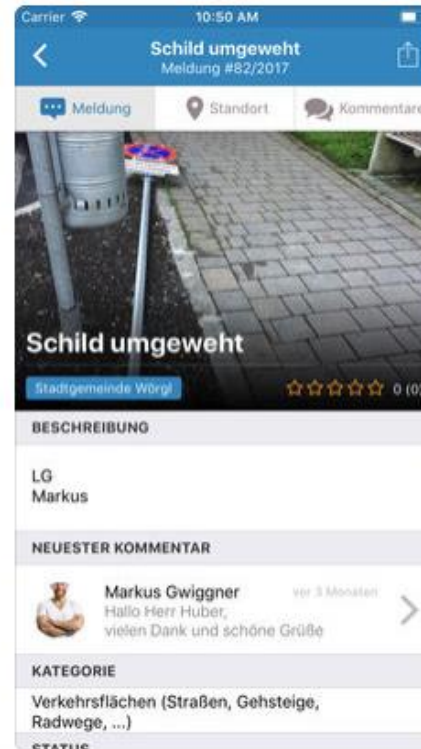 Carrier 10:50 AM
Schild umgeweht
Meldung #82/2017
Meldung Standort Kommentare
Schild umgeweht
Stadtgemeinde Wörgl 0 (0)
BESCHREIBUNG
LG
Markus
NEUESTER KOMMENTAR
Markus Gwiggner vor 3 Monaten
Hallo Herr Huber,
vielen Dank und schöne Grüße
KATEGORIE
Verkehrsflächen (Straßen, Gehsteige,
Radwege, ...)
STATUS